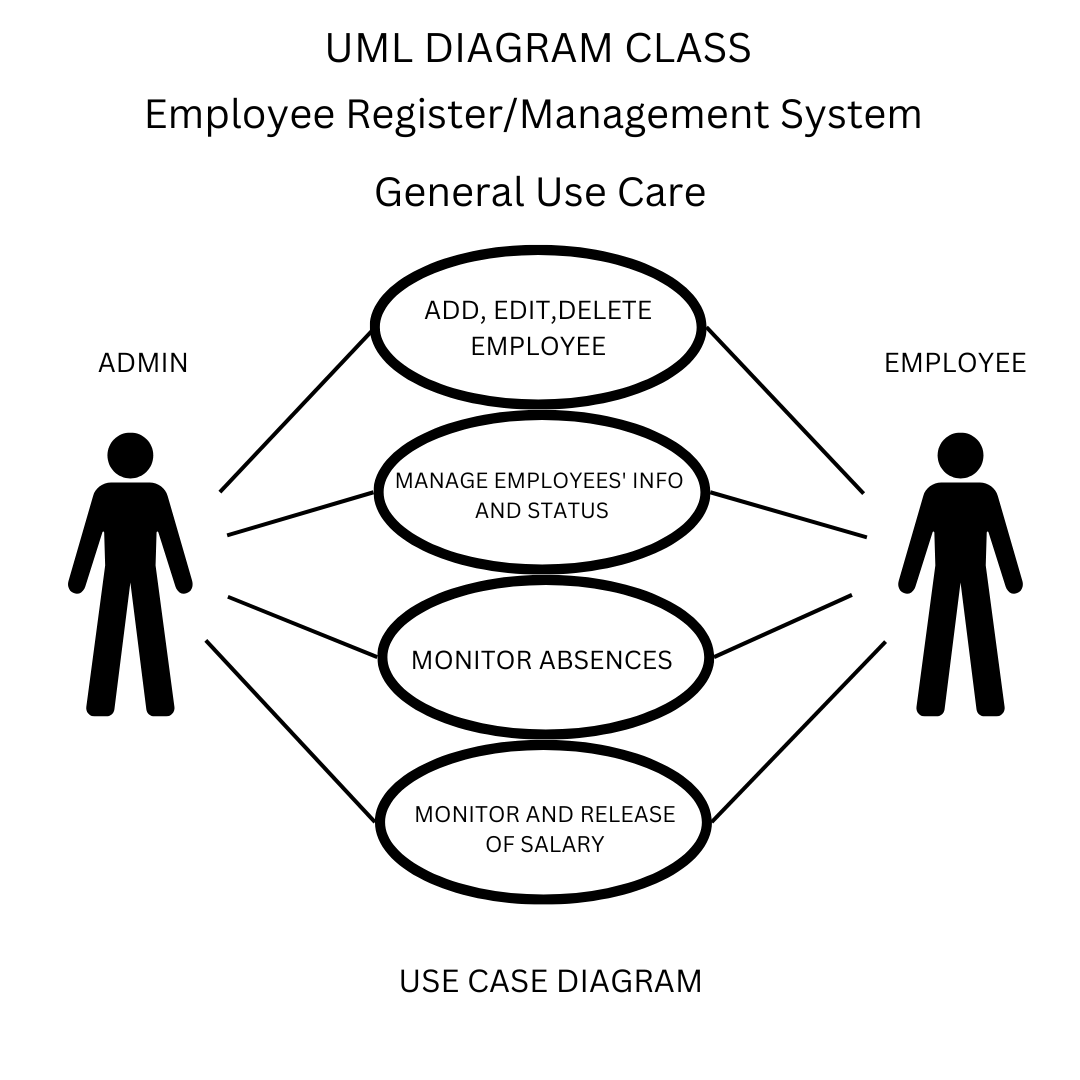 UML DIAGRAM CLASS
Employee Register/Management System
General Use Care
ADD, EDIT,DELETE
EMPLOYEE
ADMIN
EMPLOYEE
MANAGE EMPLOYEES' INFO
AND STATUS
MONITOR ABSENCES
MONITOR AND RELEASE
OF SALARY
USE CASE DIAGRAM